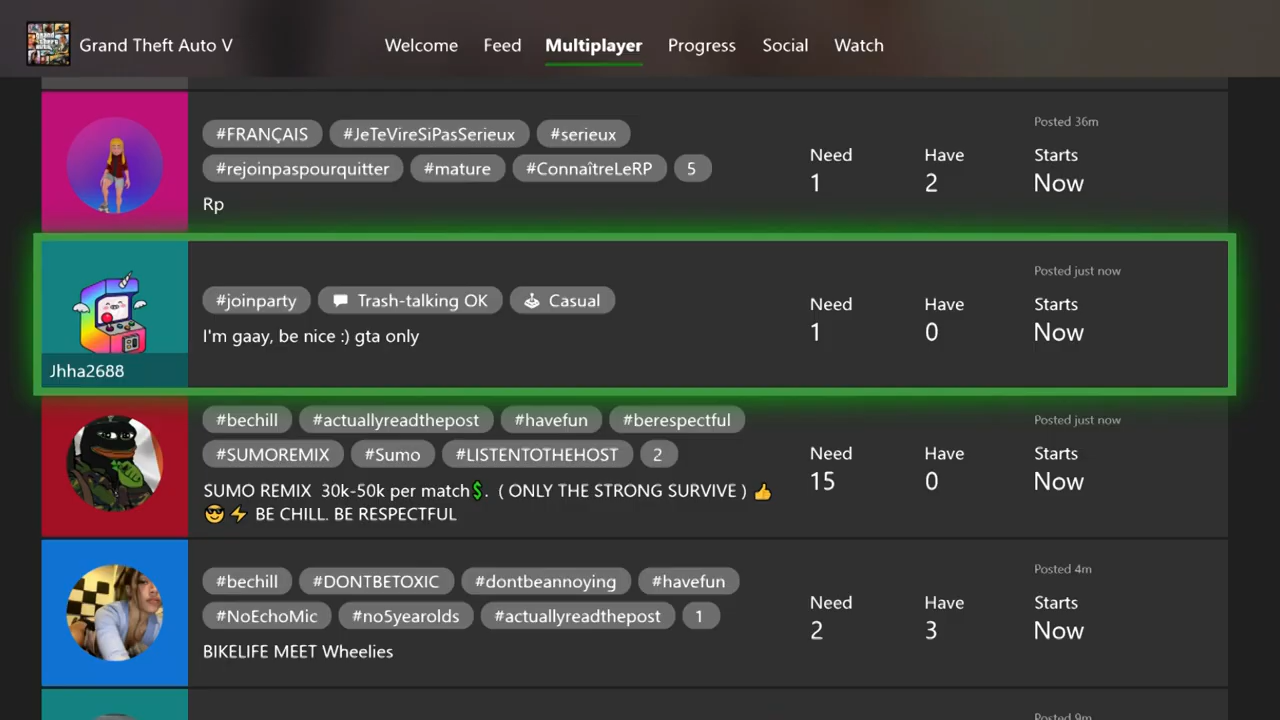 Grand Theft Auto V
Welcome Feed Multiplayer Progress Social Watch
#FRANÇAIS #JeTeVireSiPasSerieux #serieux
#rejoinpaspourquitter #mature #ConnaîtreLeRP 5
Rp
Posted 36m
Need Have Starts
1 2 Now
Jhha2688
#joinparty Trash-talking OK Casual
I'm gaay, be nice :) gta only
Posted just now
Need Have Starts
1 0 Now
#bechill #actuallyreadthepost #havefun #berespectful
#SUMOREMIX #Sumo #LISTENTOTHEHOST 2
SUMO REMIX 30k-50k per match💲. ( ONLY THE STRONG SURVIVE ) 👍
😎⚡ BE CHILL. BE RESPECTFUL
Posted just now
Need Have Starts
15 0 Now
#bechill #DONTBETOXIC #dontbeannoying #havefun
#NoEchoMic #no5yearolds #actuallyreadthepost 1
BIKELIFE MEET Wheelies
Posted 4m
Need Have Starts
2 3 Now
Posted 9m